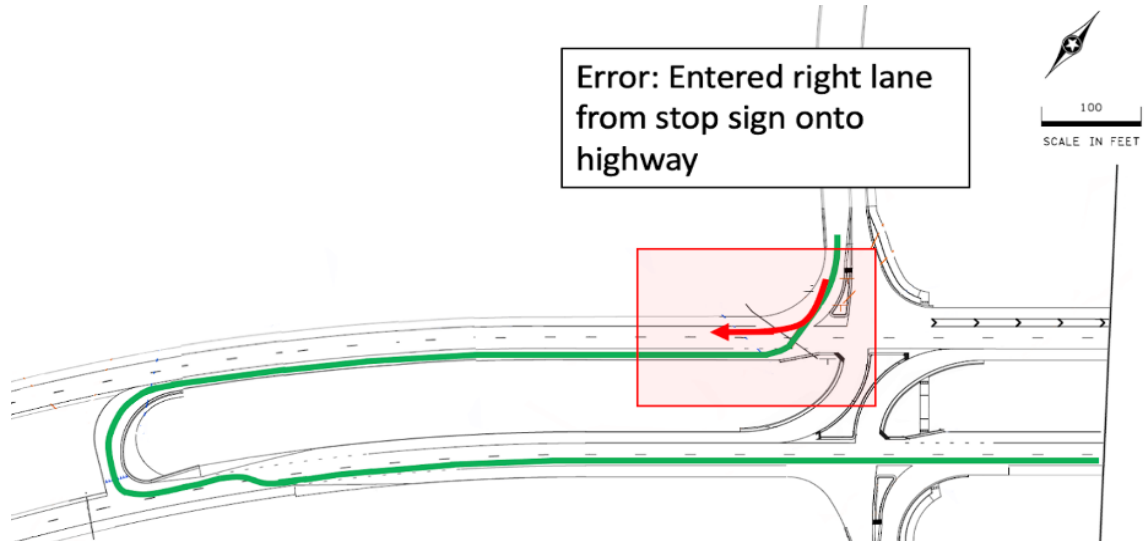 Error: Entered right lane
from stop sign onto
highway
100
SCALE IN FEET